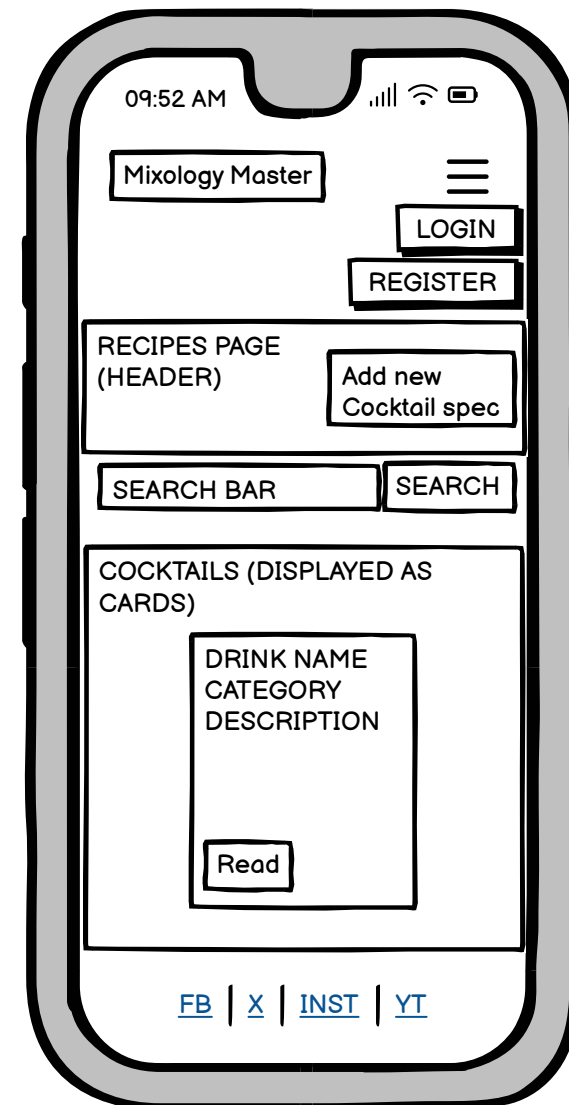 09:52 AM
Mixology Master
LOGIN
REGISTER
RECIPES PAGE
(HEADER)
Add new
Cocktail spec
SEARCH BAR
SEARCH
COCKTAILS (DISPLAYED AS
CARDS)
DRINK NAME
CATEGORY
DESCRIPTION
Read
FB | X | INST | YT